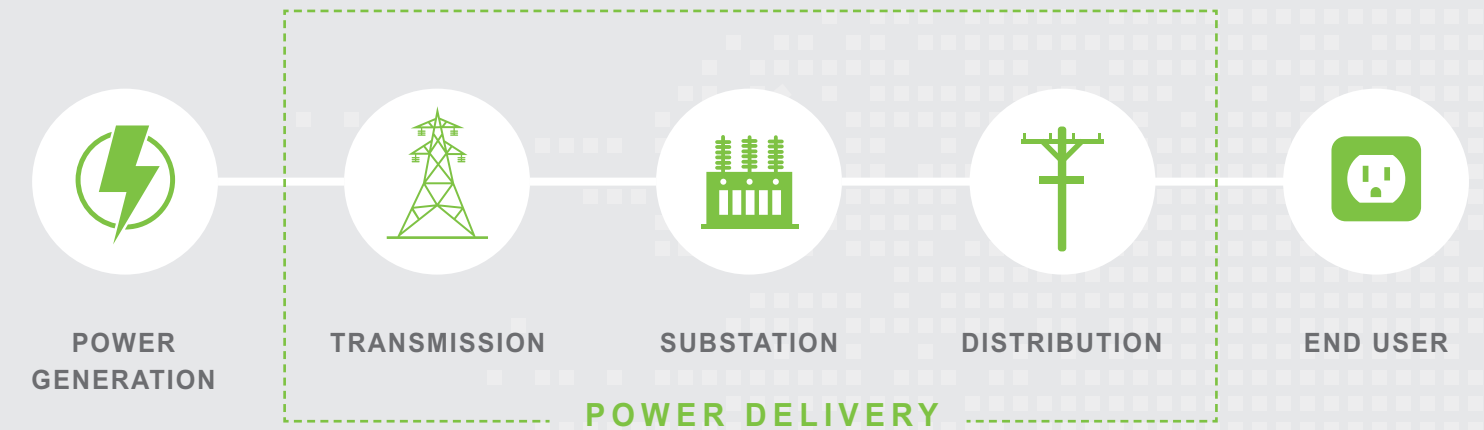 POWER
GENERATION
TRANSMISSION
SUBSTATION
DISTRIBUTION
END USER
POWER DELIVERY